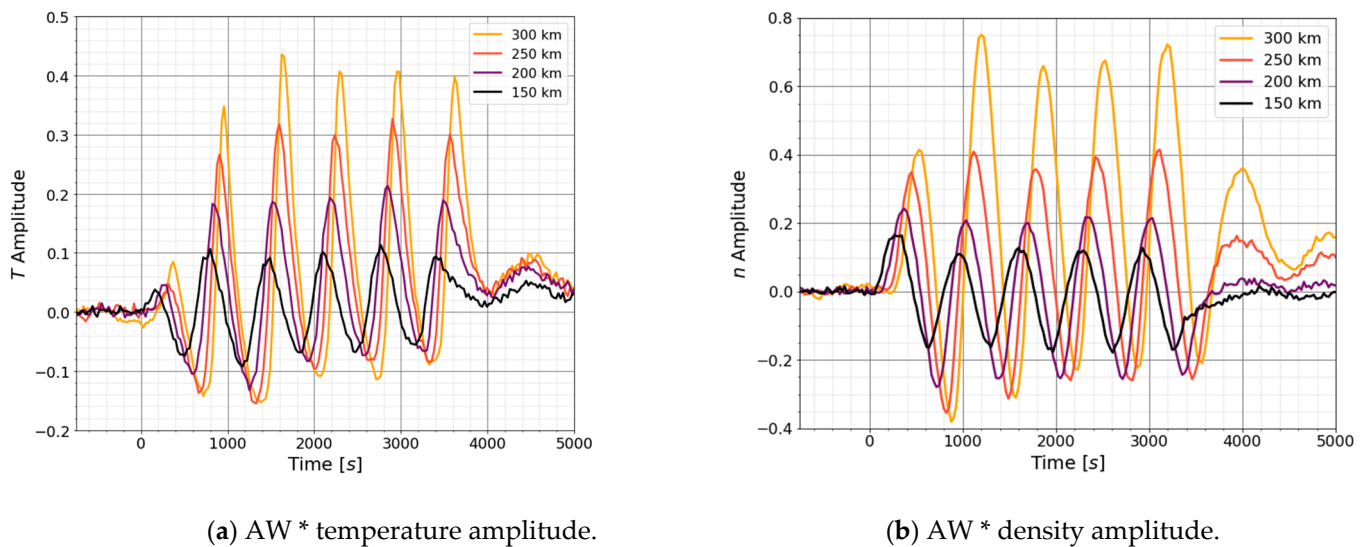 0.5
0.4
0.3
0.2
0.1
0.0
−0.1
−0.2
T Amplitude
300 km
250 km
200 km
150 km
0 1000 2000 3000 4000 5000
Time [s]
(a) AW * temperature amplitude.
0.8
0.6
0.4
0.2
0.0
−0.2
−0.4
n Amplitude
300 km
250 km
200 km
150 km
0 1000 2000 3000 4000 5000
Time [s]
(b) AW * density amplitude.